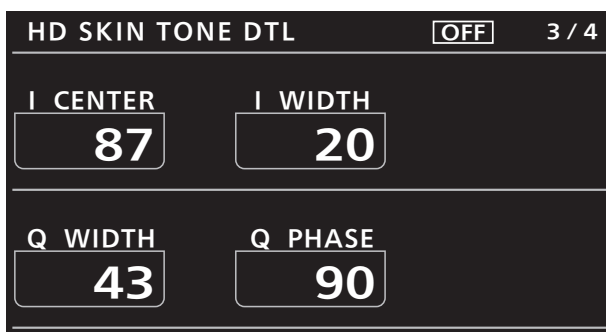 HD SKIN TONE DTL OFF 3/4
I CENTER I WIDTH
87 20
Q WIDTH Q PHASE
43 90